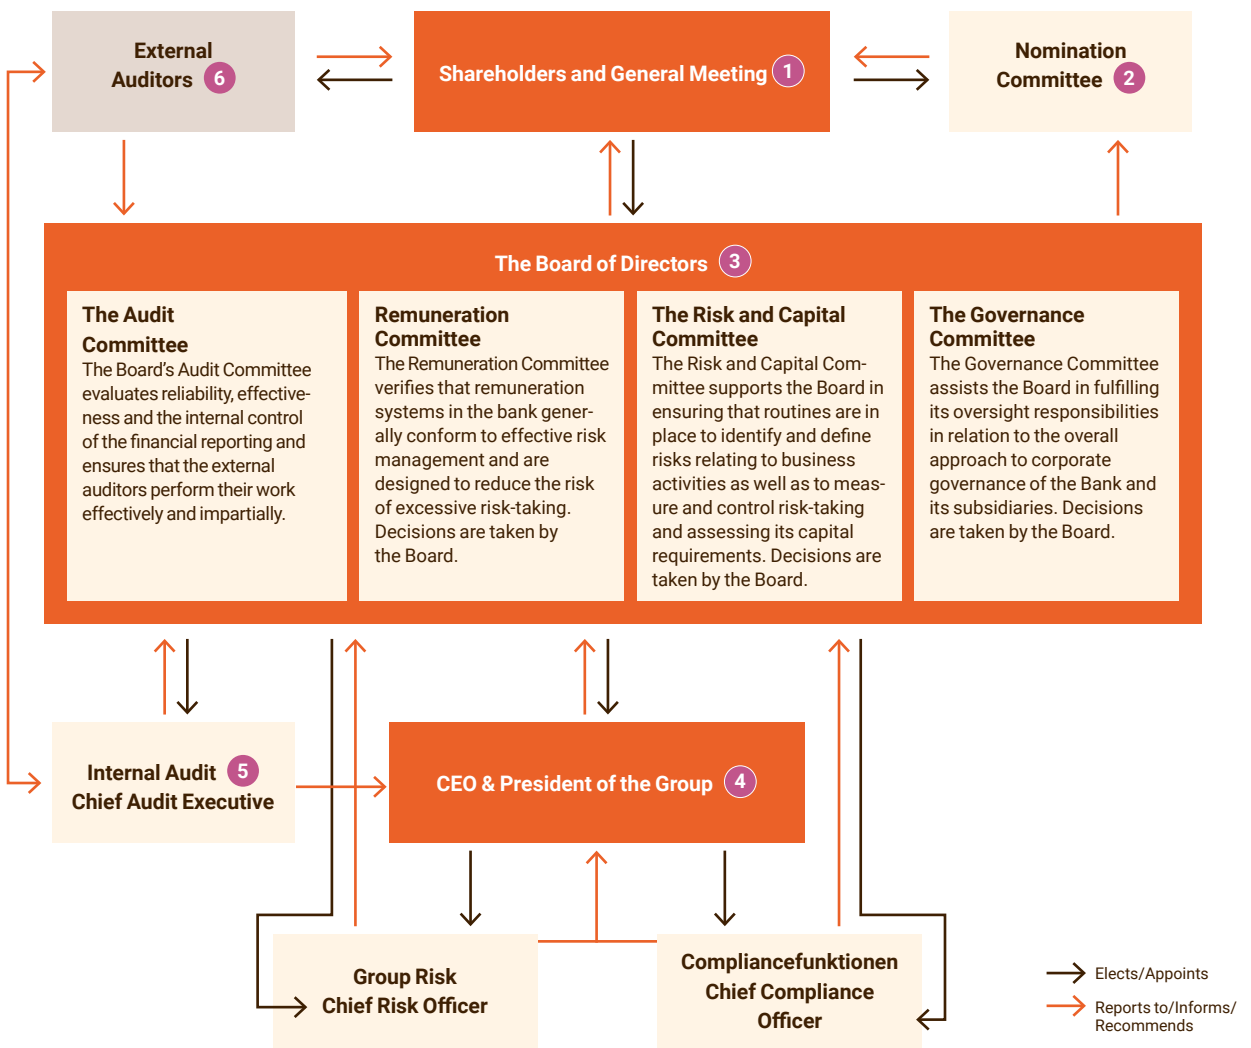 External
Auditors 6
Shareholders and General Meeting 1
Nomination
Committee 2
The Board of Directors 3
The Audit
Committee
The Board's Audit Committee
evaluates reliability, effective-
ness and the internal control
of the financial reporting and
ensures that the external
auditors perform their work
effectively and impartially.
Remuneration
Committee
The Remuneration Committee
verifies that remuneration
systems in the bank gener-
ally conform to effective risk
management and are
designed to reduce the risk
of excessive risk-taking.
Decisions are taken by
the Board.
The Risk and Capital
Committee
The Risk and Capital Com-
mittee supports the Board in
ensuring that routines are in
place to identify and define
risks relating to business
activities as well as to meas-
ure and control risk-taking
and assessing its capital
requirements. Decisions are
taken by the Board.
The Governance
Committee
The Governance Committee
assists the Board in fulfilling
its oversight responsibilities
in relation to the overall
approach to corporate
governance of the Bank and
its subsidiaries. Decisions
are taken by the Board.
Internal Audit 5
Chief Audit Executive
CEO & President of the Group 4
Group Risk
Chief Risk Officer
Compliancefunktionen
Chief Compliance
Officer
Elects/Appoints
Reports to/Informs/
Recommends